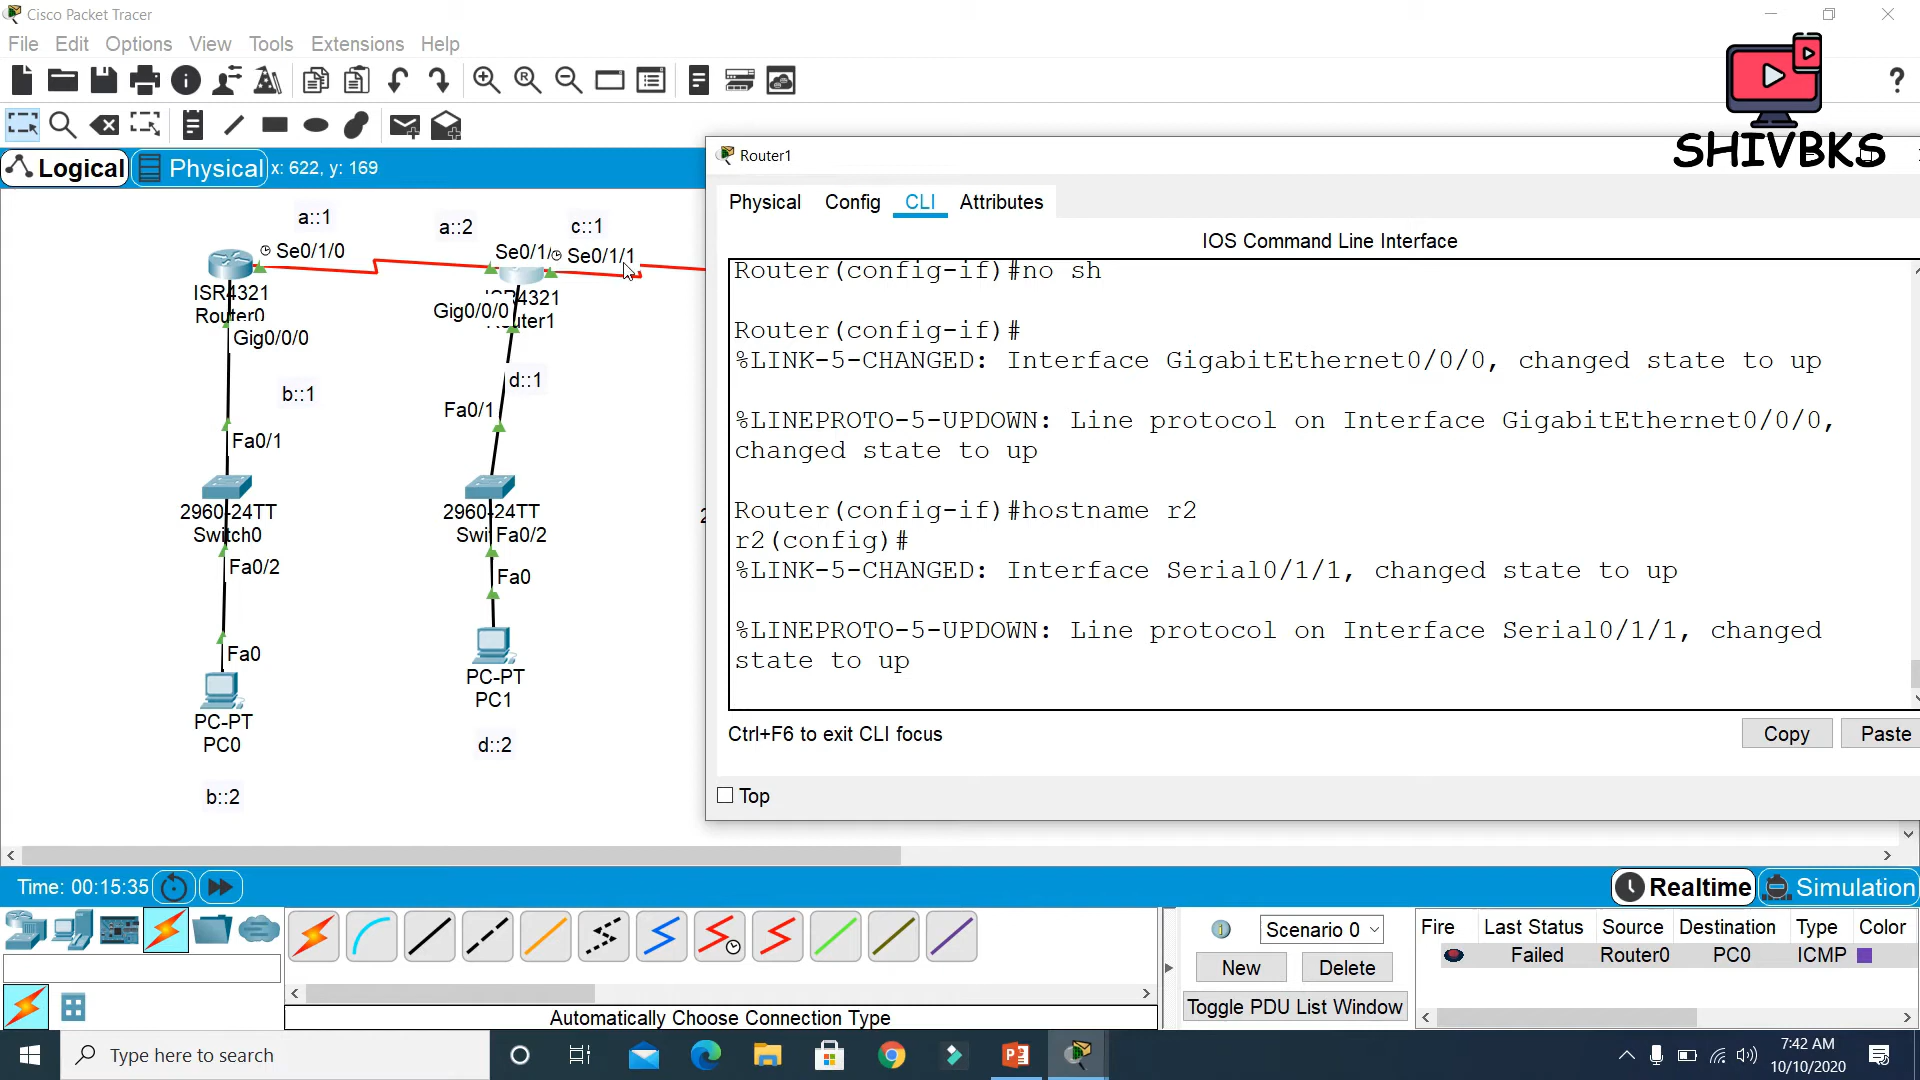 Cisco Packet Tracer
File Edit Options View Tools Extensions Help
?
SHIVBKS
Logical Physical x: 622, y: 169
Router1
Physical Config CLI Attributes
IOS Command Line Interface
Router(config-if)#no sh
Router(config-if)#
%LINK-5-CHANGED: Interface GigabitEthernet0/0/0, changed state to up
%LINEPROTO-5-UPDOWN: Line protocol on Interface GigabitEthernet0/0/0,
changed state to up
Router(config-if)#hostname r2
r2(config)#
%LINK-5-CHANGED: Interface Serial0/1/1, changed state to up
%LINEPROTO-5-UPDOWN: Line protocol on Interface Serial0/1/1, changed
state to up
Ctrl+F6 to exit CLI focus
Copy Paste
Top
a::1
a::2
c::1
Se0/1/0
Se0/1/
Se0/1/1
ISR4321
Router0
Gig0/0/0
Gig0/0/0
b::1
d::1
Fa0/1
Fa0/1
2960-24TT
Switch0
2960-24TT
Fa0/2
Fa0/2
Fa0
Fa0
PC-PT
PC0
PC-PT
PC1
d::2
b::2
Time: 00:15:35
Realtime Simulation
Scenario 0
New Delete
Toggle PDU List Window
Fire Last Status Source Destination Type Color
Failed Router0 PC0 ICMP
Automatically Choose Connection Type
Type here to search
7:42 AM
10/10/2020